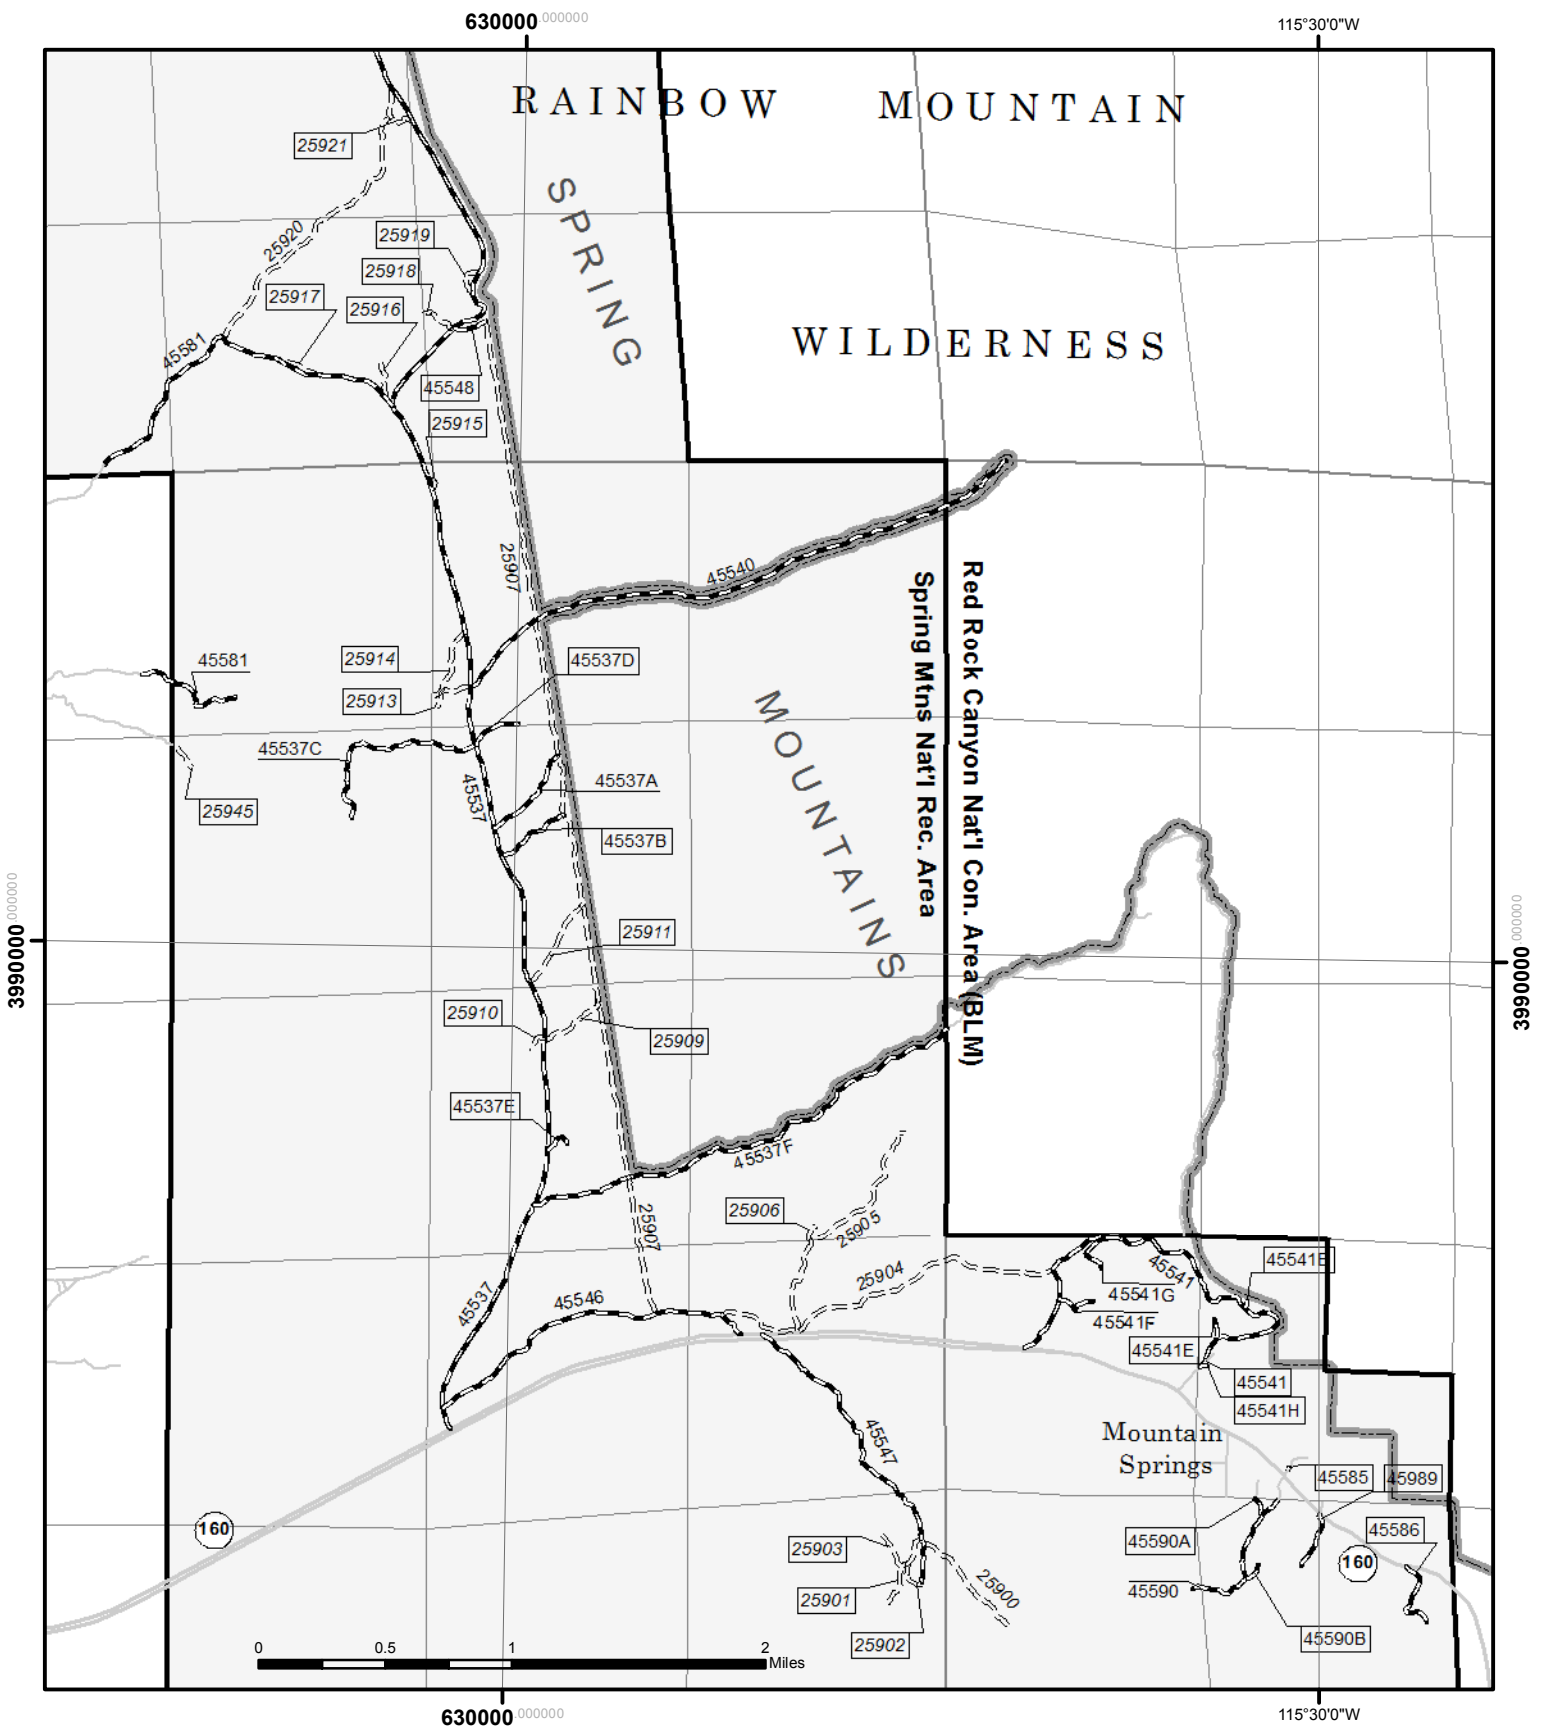 630000.000000
115°30'0"W
RAINBOW MOUNTAIN
25921
SPRING
25920
25919
25918
25917
25916
WILDERNESS
45581
45548
25915
25907
45540
Red Rock Canyon Nat'l Con. Area (BLM)
Spring Mtns Nat'l Rec. Area
25914
45581
45537D
25913
MOUNTAINS
45537C
45537A
45537
25945
45537B
3990000.000000
3990000.000000
25911
25910
25909
45537E
45537F
25906
25907
25905
25904
45541
45541B
45537
45546
45541G
45541F
45541E
45541
45541H
45547
Mountain
Springs
45585
45989
160
45586
45590A
25903
160
25900
45590
25901
45590B
25902
0 0.5 1 2
Miles
630000.000000
115°30'0"W